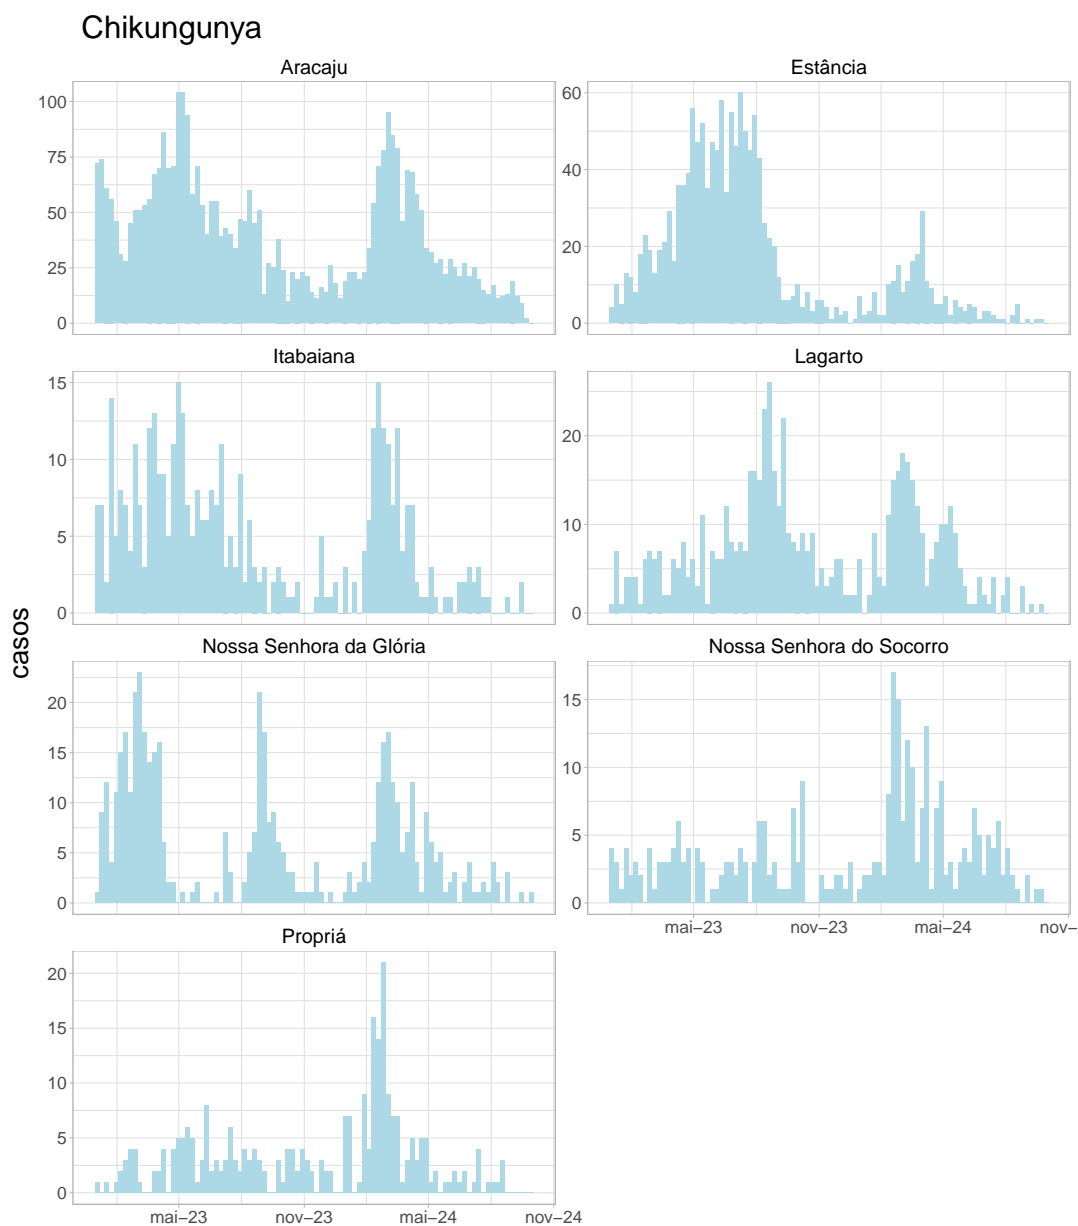 Chikungunya
Aracaju
Estância
100
75
50
25
0
60
40
20
0
Itabaiana
Lagarto
15
10
5
0
20
10
0
casos
Nossa Senhora da Glória
Nossa Senhora do Socorro
20
15
10
5
0
15
10
5
0
mai–23 nov–23 mai–24 nov–
Propriá
20
15
10
5
0
mai–23 nov–23 mai–24 nov–24